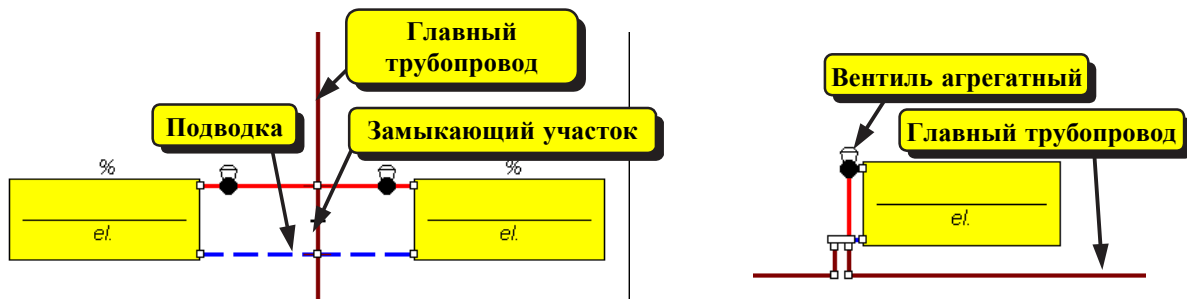 Главный
трубопровод
Подводка
Замыкающий участок
%
%
el.
el.
Вентиль агрегатный
Главный трубопровод
el.